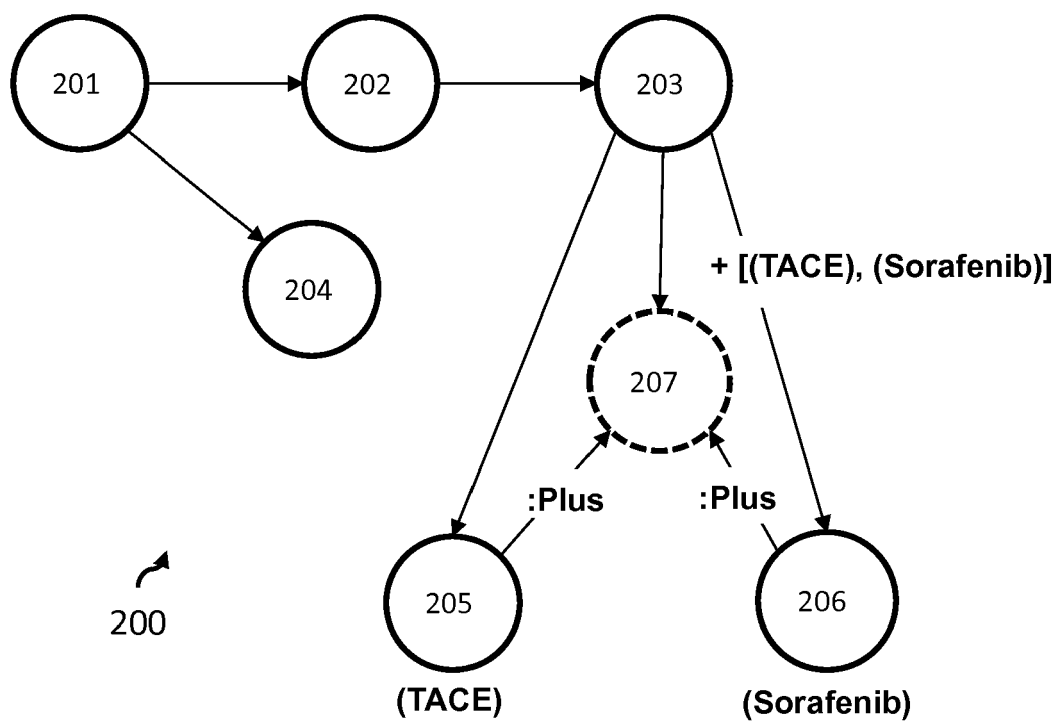 201
202
203
+ [(TACE), (Sorafenib)]
204
207
:Plus
:Plus
205
206
200
(TACE)
(Sorafenib)